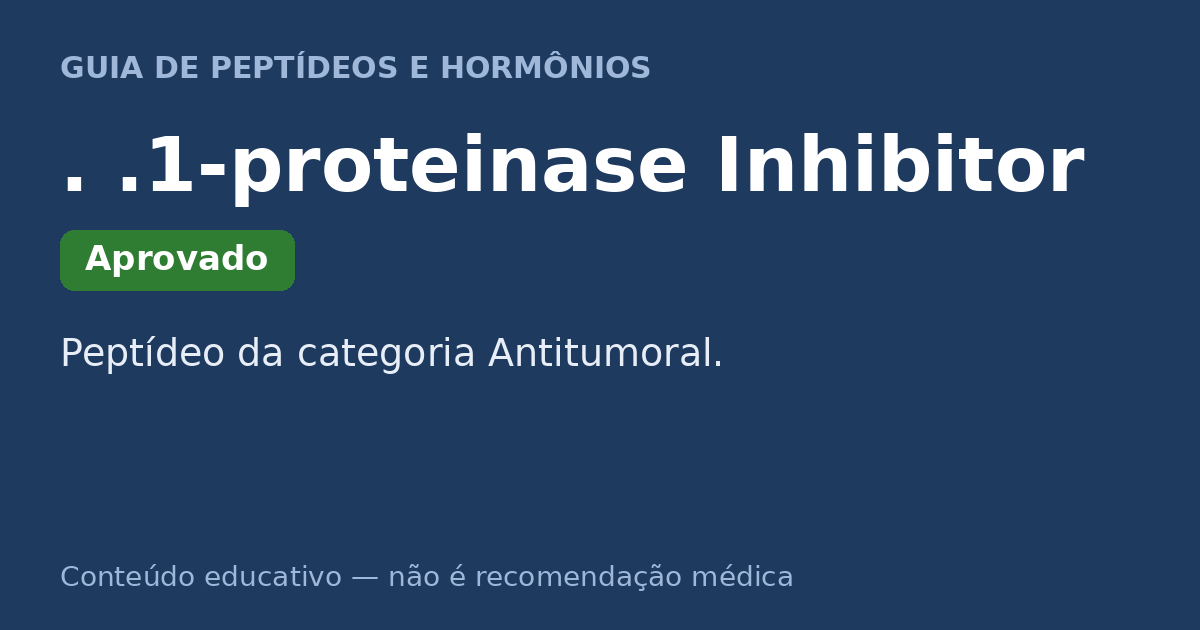 GUIA DE PEPTÍDEOS E HORMÔNIOS
. .1-proteinase Inhibitor
Aprovado
Peptídeo da categoria Antitumoral.
Conteúdo educativo — não é recomendação médica